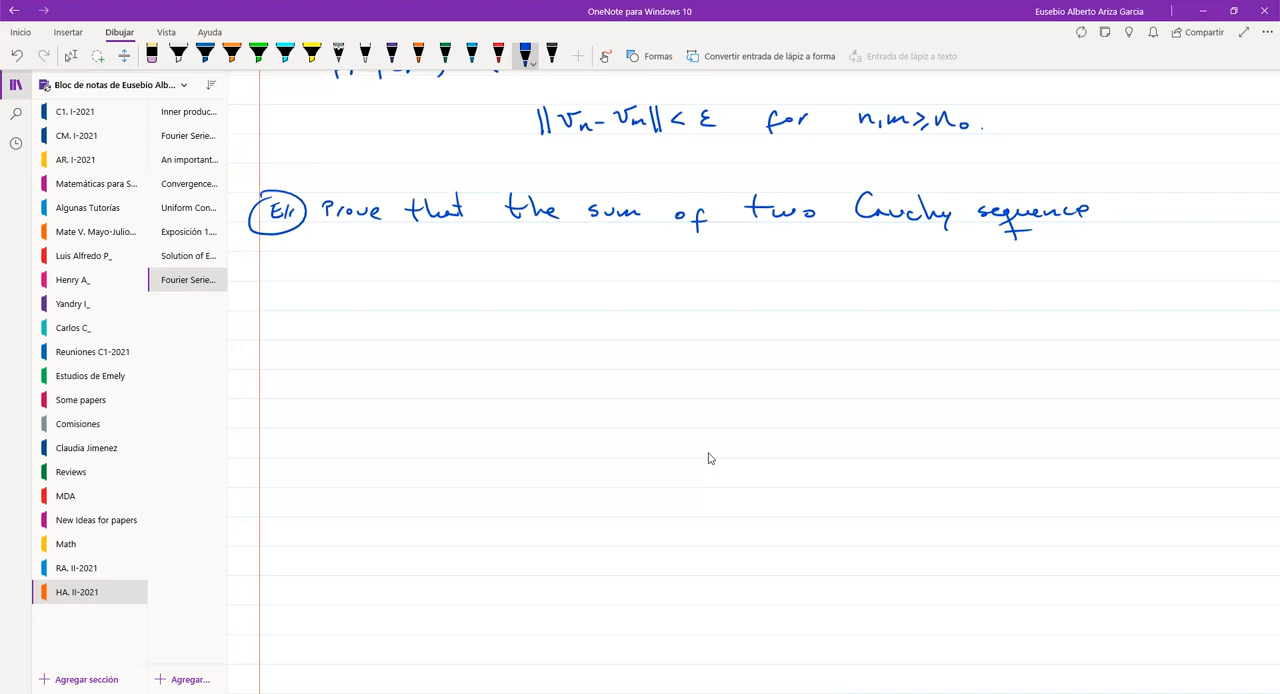 OneNote para Windows 10
Eusebio Alberto Ariza Garcia
Inicio
Insertar
Dibujar
Vista
Ayuda
Compartir
Formas
Convertir entrada de lápiz a forma
Entrada de lápiz a texto
Bloc de notas de Eusebio Alb...
C1. I-2021
CM. I-2021
AR. I-2021
Matemáticas para S...
Algunas Tutorías
Mate V. Mayo-Julio...
Luis Alfredo P_
Henry A_
Yandry I_
Carlos C_
Reuniones C1-2021
Estudios de Emely
Some papers
Comisiones
Claudia Jimenez
Reviews
MDA
New Ideas for papers
Math
RA. II-2021
HA. II-2021
Agregar sección
Inner produc...
Fourier Serie...
An important...
Convergence...
Uniform Con...
Exposición 1....
Solution of E...
Fourier Serie...
Agregar...
||vn - vm|| < ε for n,m ≥ n0.
Prove that the sum of two Cauchy sequence